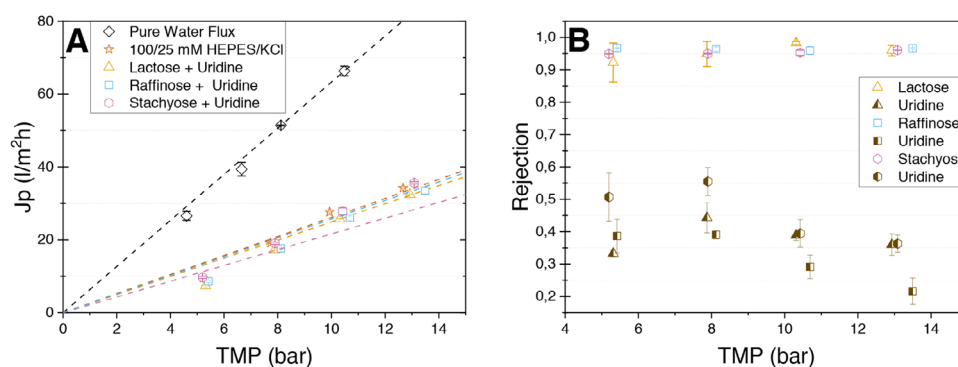 A
Pure Water Flux
100/25 mM HEPES/KCl
Lactose + Uridine
Raffinose + Uridine
Stachyose + Uridine
80
60
40
20
0
Jp (l/m²h)
0 2 4 6 8 10 12 14
TMP (bar)
B
Lactose
Uridine
Raffinose
Uridine
Stachyos
Uridine
1,0
0,9
0,8
0,7
0,6
0,5
0,4
0,3
0,2
Rejection
4 6 8 10 12 14
TMP (bar)